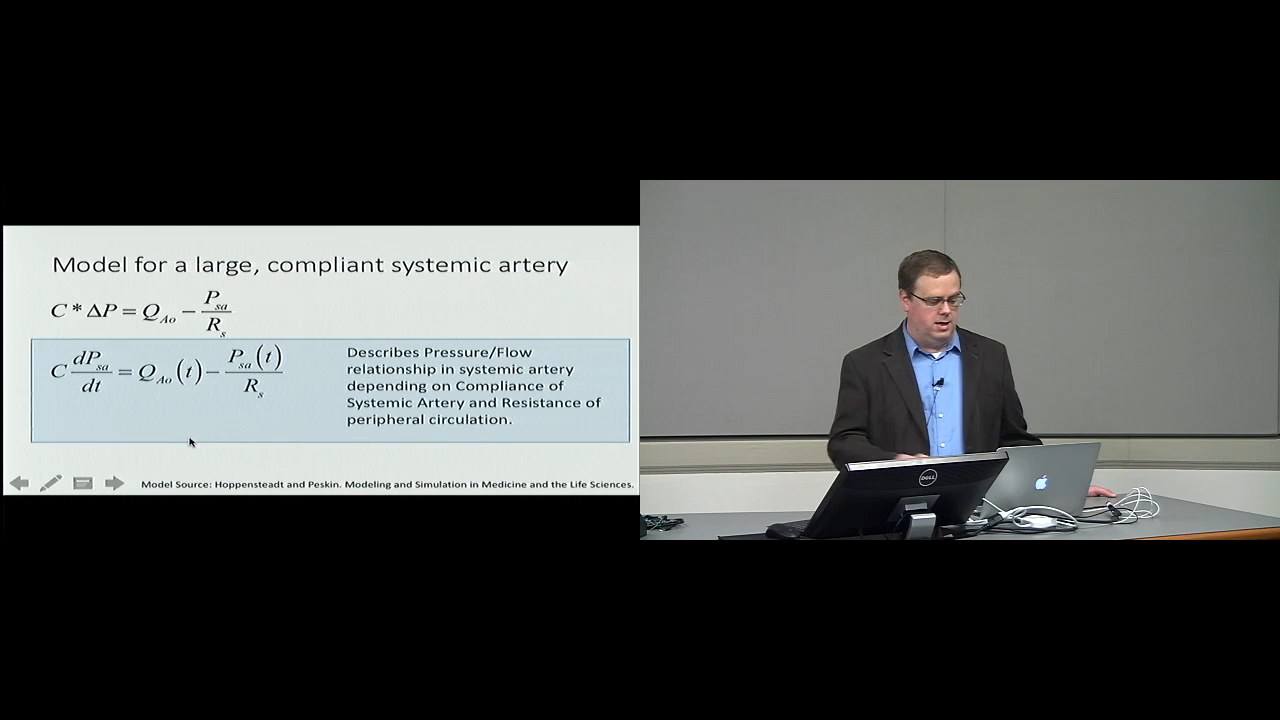 Model for a large, compliant systemic artery
C * ΔP = Q_Ao − P_sa / R_s
C dP_sa / dt = Q_Ao(t) − P_sa(t) / R_s
Describes Pressure/Flow
relationship in systemic artery
depending on Compliance of
Systemic Artery and Resistance of
peripheral circulation.
Model Source: Hoppensteadt and Peskin. Modeling and Simulation in Medicine and the Life Sciences.
DELL